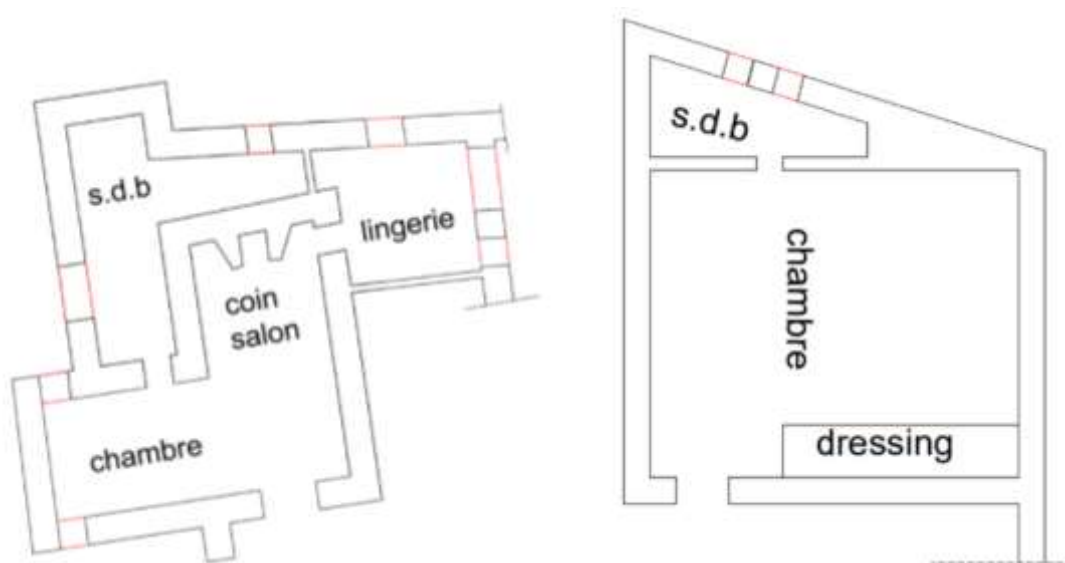 s.d.b
lingerie
coin
salon
chambre
s.d.b
chambre
dressing